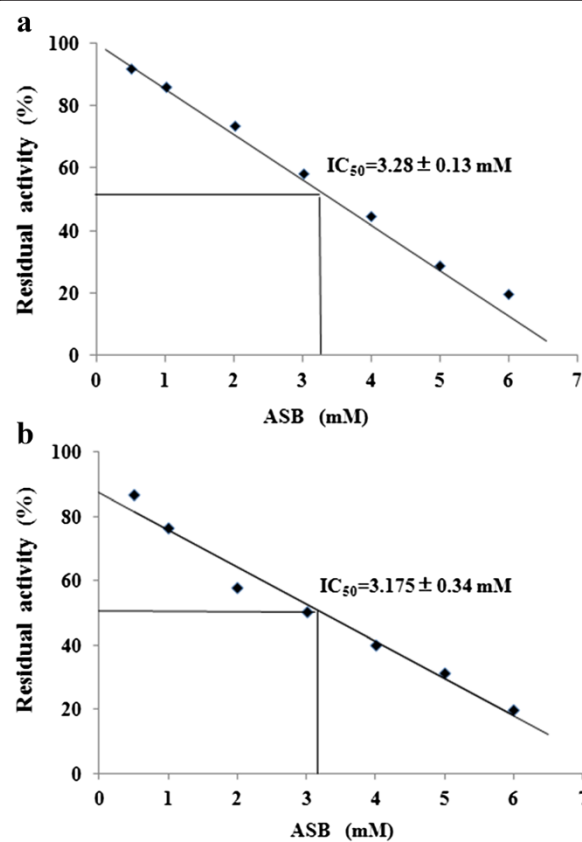 a
Residual activity (%)
100
80
60
40
20
0
IC₅₀=3.28 ± 0.13 mM
0 1 2 3 4 5 6 7
ASB (mM)
b
Residual activity (%)
100
80
60
40
20
0
IC₅₀=3.175 ± 0.34 mM
0 1 2 3 4 5 6 7
ASB (mM)